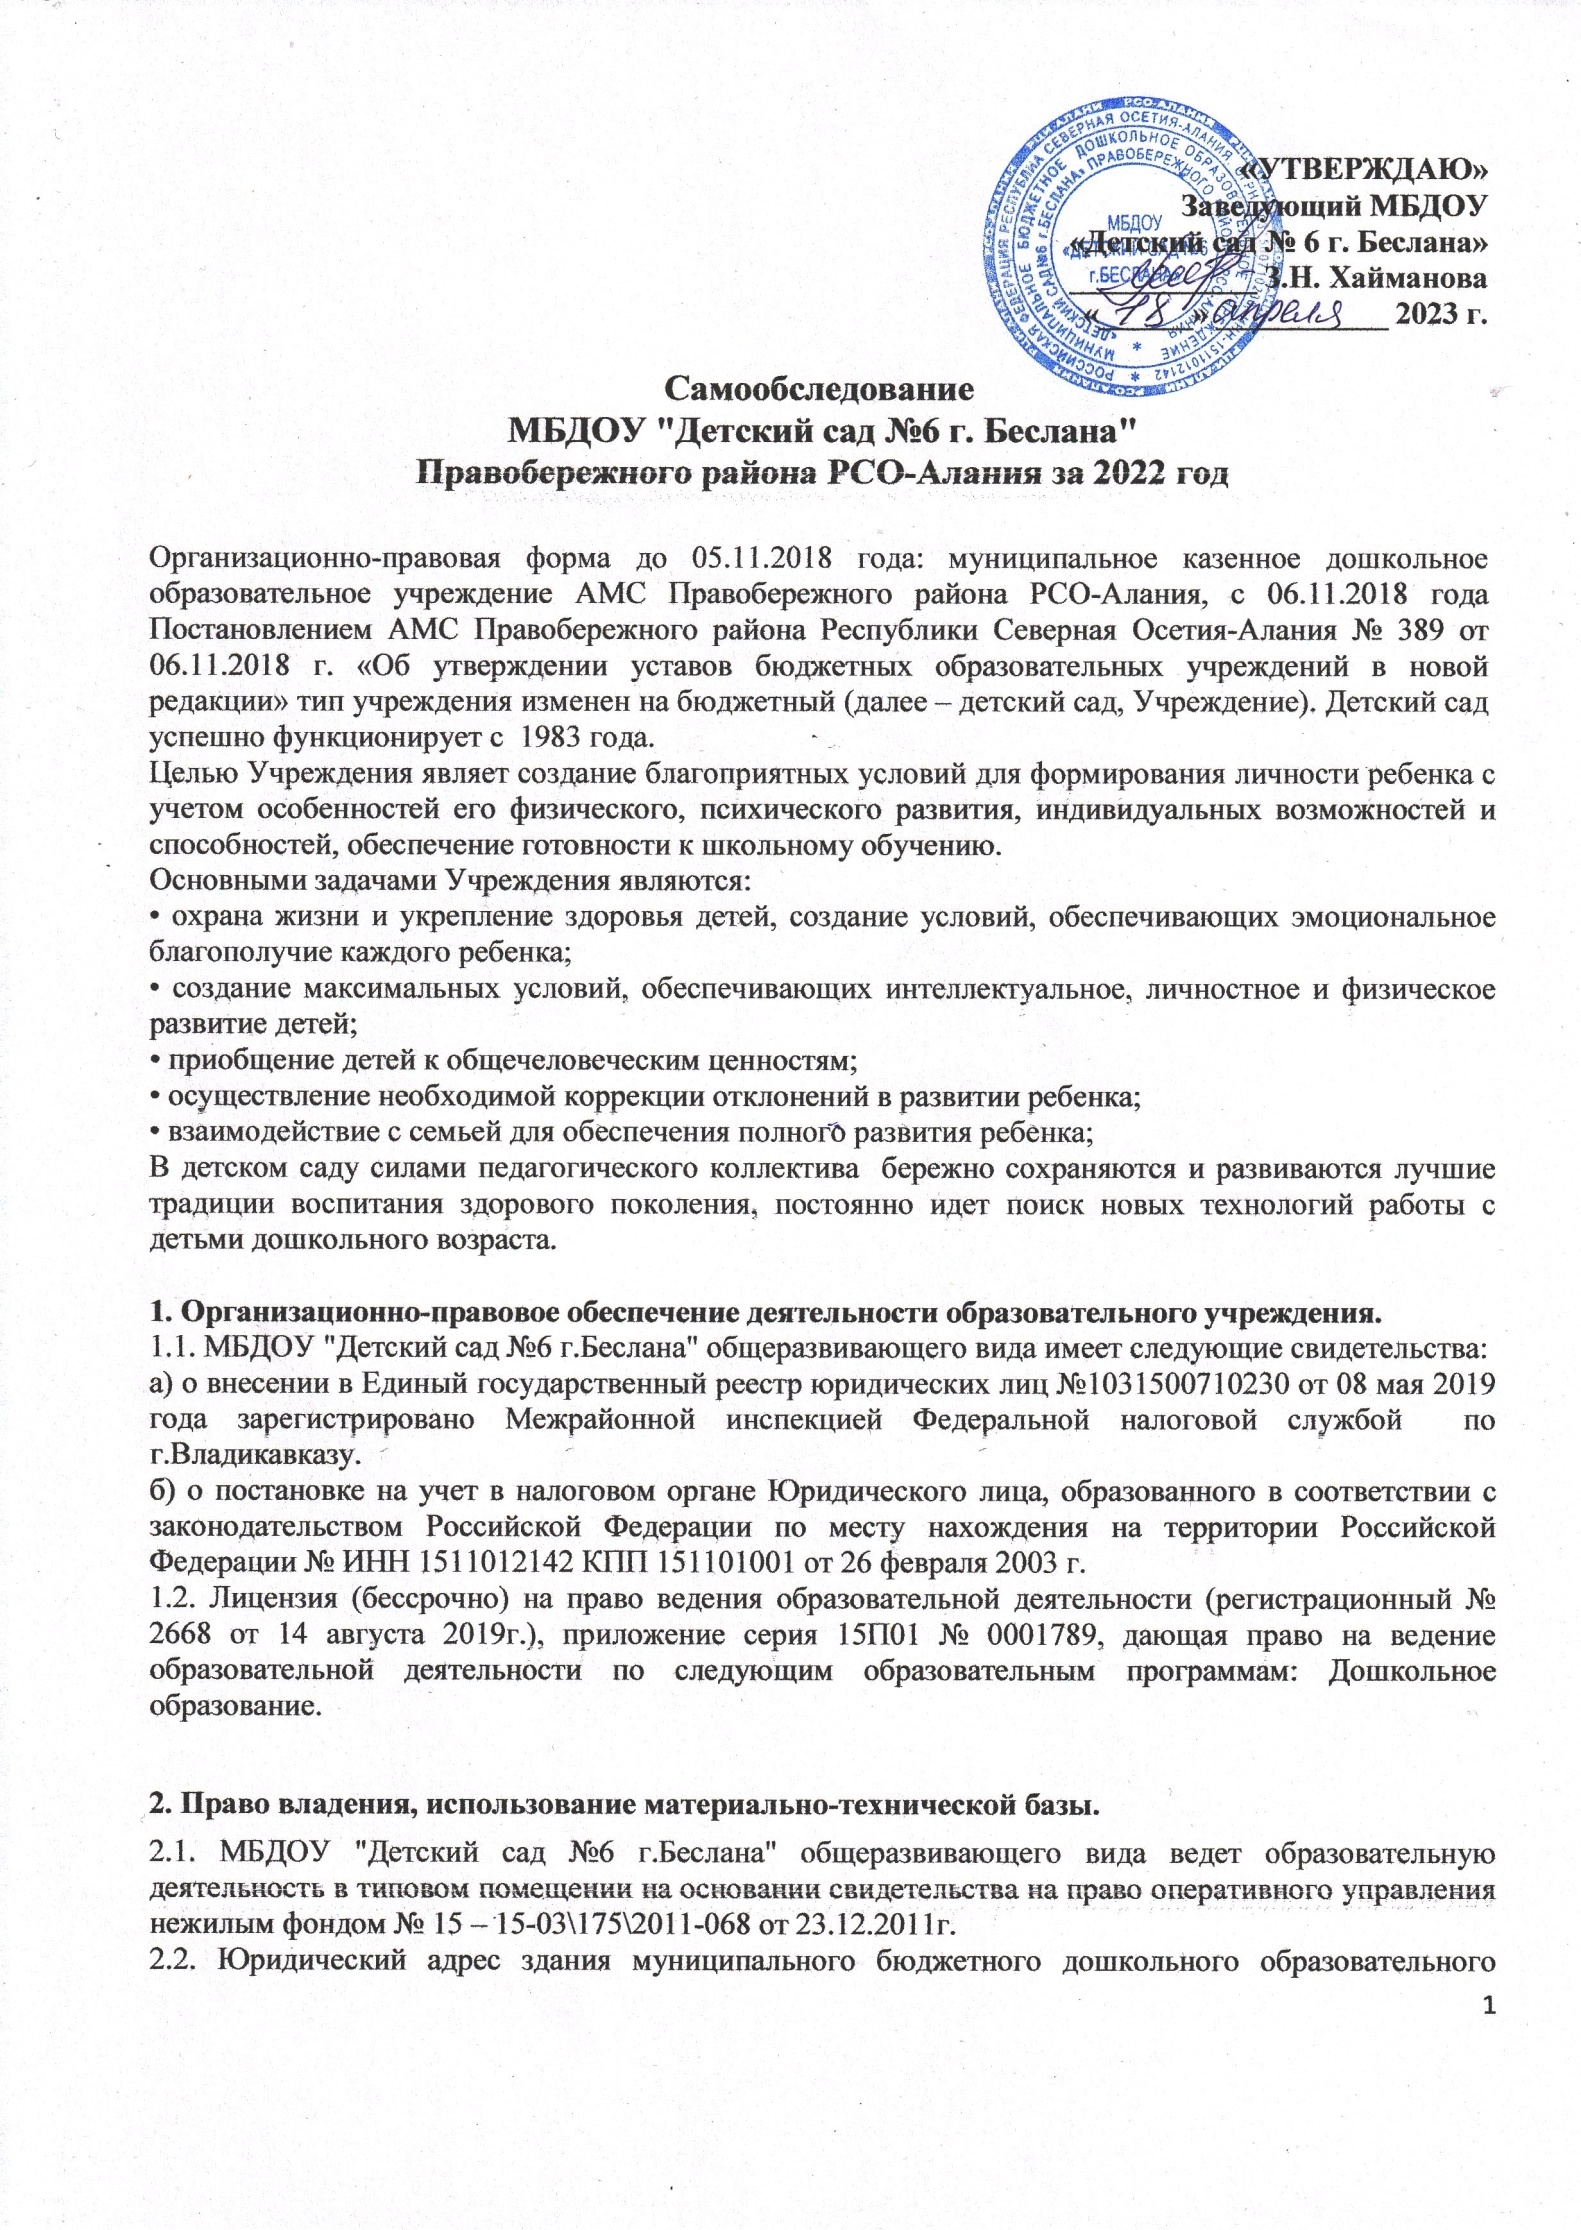 «УТВЕРЖДАЮ»
Заведующий МБДОУ
«Детский сад № 6 г. Беслана»
З.Н. Хайманова
«18» апреля 2023 г.
МБДОУ
«ДЕТСКИЙ САД №6
г.БЕСЛАНА»
Самообследование
МБДОУ "Детский сад №6 г. Беслана"
Правобережного района РСО-Алания за 2022 год
Организационно-правовая форма до 05.11.2018 года: муниципальное казенное дошкольное
образовательное учреждение АМС Правобережного района РСО-Алания, с 06.11.2018 года
Постановлением АМС Правобережного района Республики Северная Осетия-Алания № 389 от
06.11.2018 г. «Об утверждении уставов бюджетных образовательных учреждений в новой
редакции» тип учреждения изменен на бюджетный (далее – детский сад, Учреждение). Детский сад
успешно функционирует с 1983 года.
Целью Учреждения являет создание благоприятных условий для формирования личности ребенка с
учетом особенностей его физического, психического развития, индивидуальных возможностей и
способностей, обеспечение готовности к школьному обучению.
Основными задачами Учреждения являются:
• охрана жизни и укрепление здоровья детей, создание условий, обеспечивающих эмоциональное
благополучие каждого ребенка;
• создание максимальных условий, обеспечивающих интеллектуальное, личностное и физическое
развитие детей;
• приобщение детей к общечеловеческим ценностям;
• осуществление необходимой коррекции отклонений в развитии ребенка;
• взаимодействие с семьей для обеспечения полного развития ребенка;
В детском саду силами педагогического коллектива бережно сохраняются и развиваются лучшие
традиции воспитания здорового поколения, постоянно идет поиск новых технологий работы с
детьми дошкольного возраста.
1. Организационно-правовое обеспечение деятельности образовательного учреждения.
1.1. МБДОУ "Детский сад №6 г.Беслана" общеразвивающего вида имеет следующие свидетельства:
а) о внесении в Единый государственный реестр юридических лиц №1031500710230 от 08 мая 2019
года зарегистрировано Межрайонной инспекцией Федеральной налоговой службой по
г.Владикавказу.
б) о постановке на учет в налоговом органе Юридического лица, образованного в соответствии с
законодательством Российской Федерации по месту нахождения на территории Российской
Федерации № ИНН 1511012142 КПП 151101001 от 26 февраля 2003 г.
1.2. Лицензия (бессрочно) на право ведения образовательной деятельности (регистрационный №
2668 от 14 августа 2019г.), приложение серия 15П01 № 0001789, дающая право на ведение
образовательной деятельности по следующим образовательным программам: Дошкольное
образование.
2. Право владения, использование материально-технической базы.
2.1. МБДОУ "Детский сад №6 г.Беслана" общеразвивающего вида ведет образовательную
деятельность в типовом помещении на основании свидетельства на право оперативного управления
нежилым фондом № 15 – 15-03\175\2011-068 от 23.12.2011г.
2.2. Юридический адрес здания муниципального бюджетного дошкольного образовательного
1